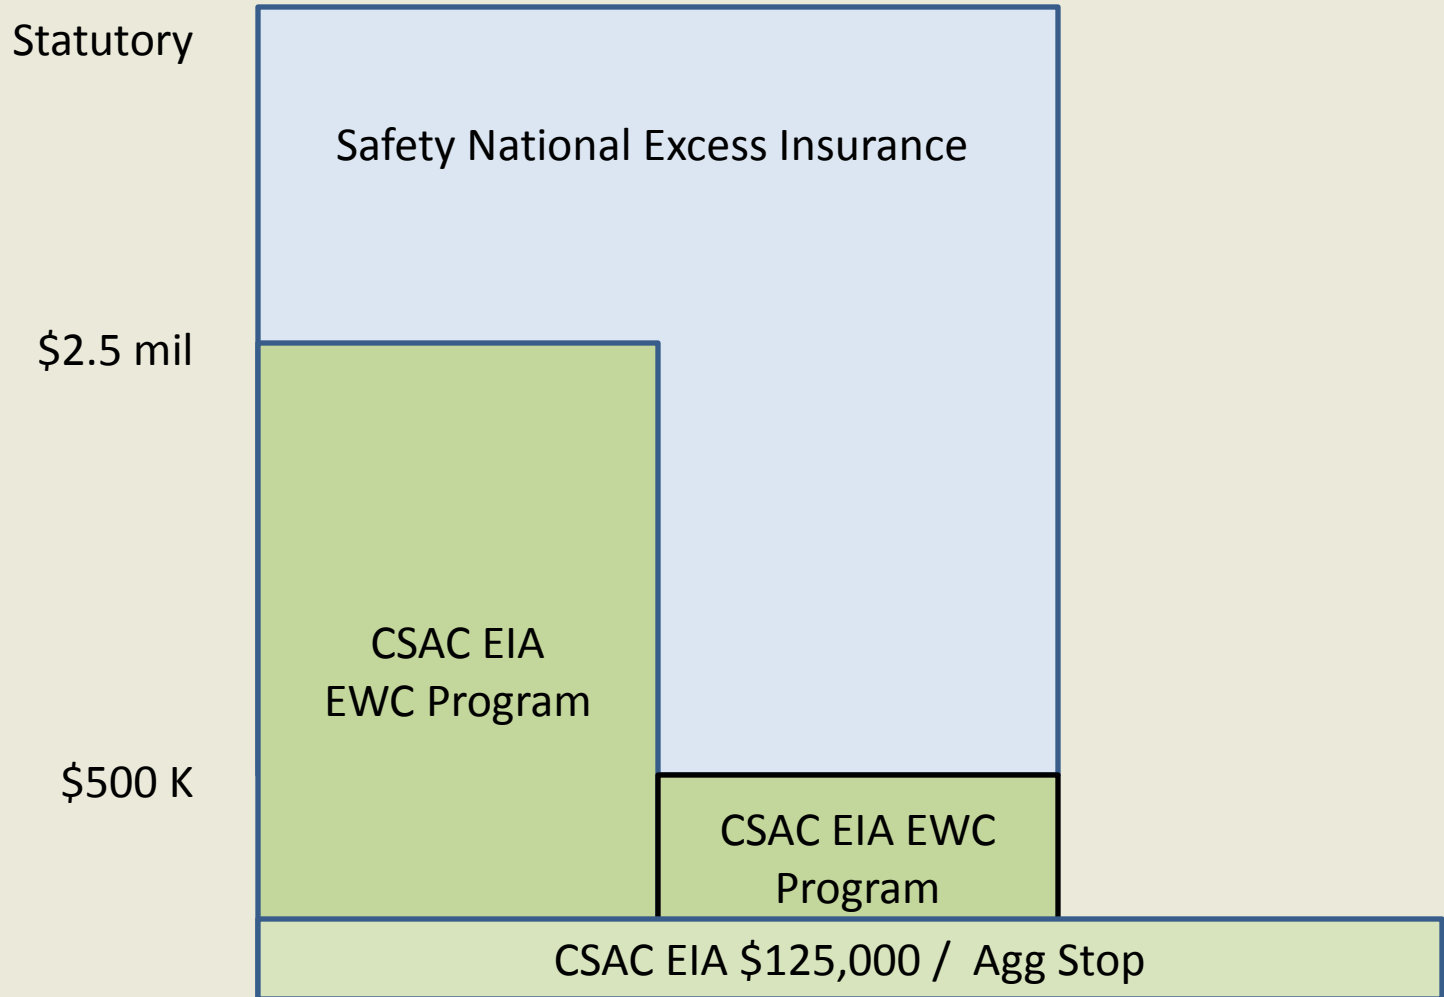 Statutory
Safety National Excess Insurance
$2.5 mil
CSAC EIA
EWC Program
$500 K
CSAC EIA EWC
Program
CSAC EIA $125,000 /  Agg Stop